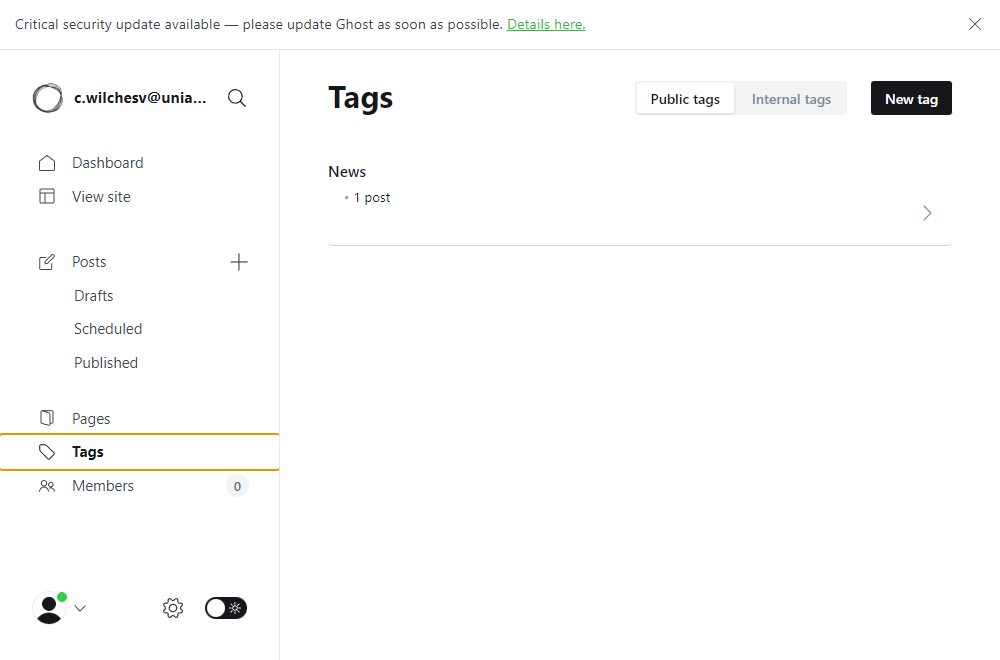 Critical security update available — please update Ghost as soon as possible. Details here.
c.wilchesv@unia...
Dashboard
View site
Posts
Drafts
Scheduled
Published
Pages
Tags
Members
0
Tags
Public tags
Internal tags
New tag
News
• 1 post